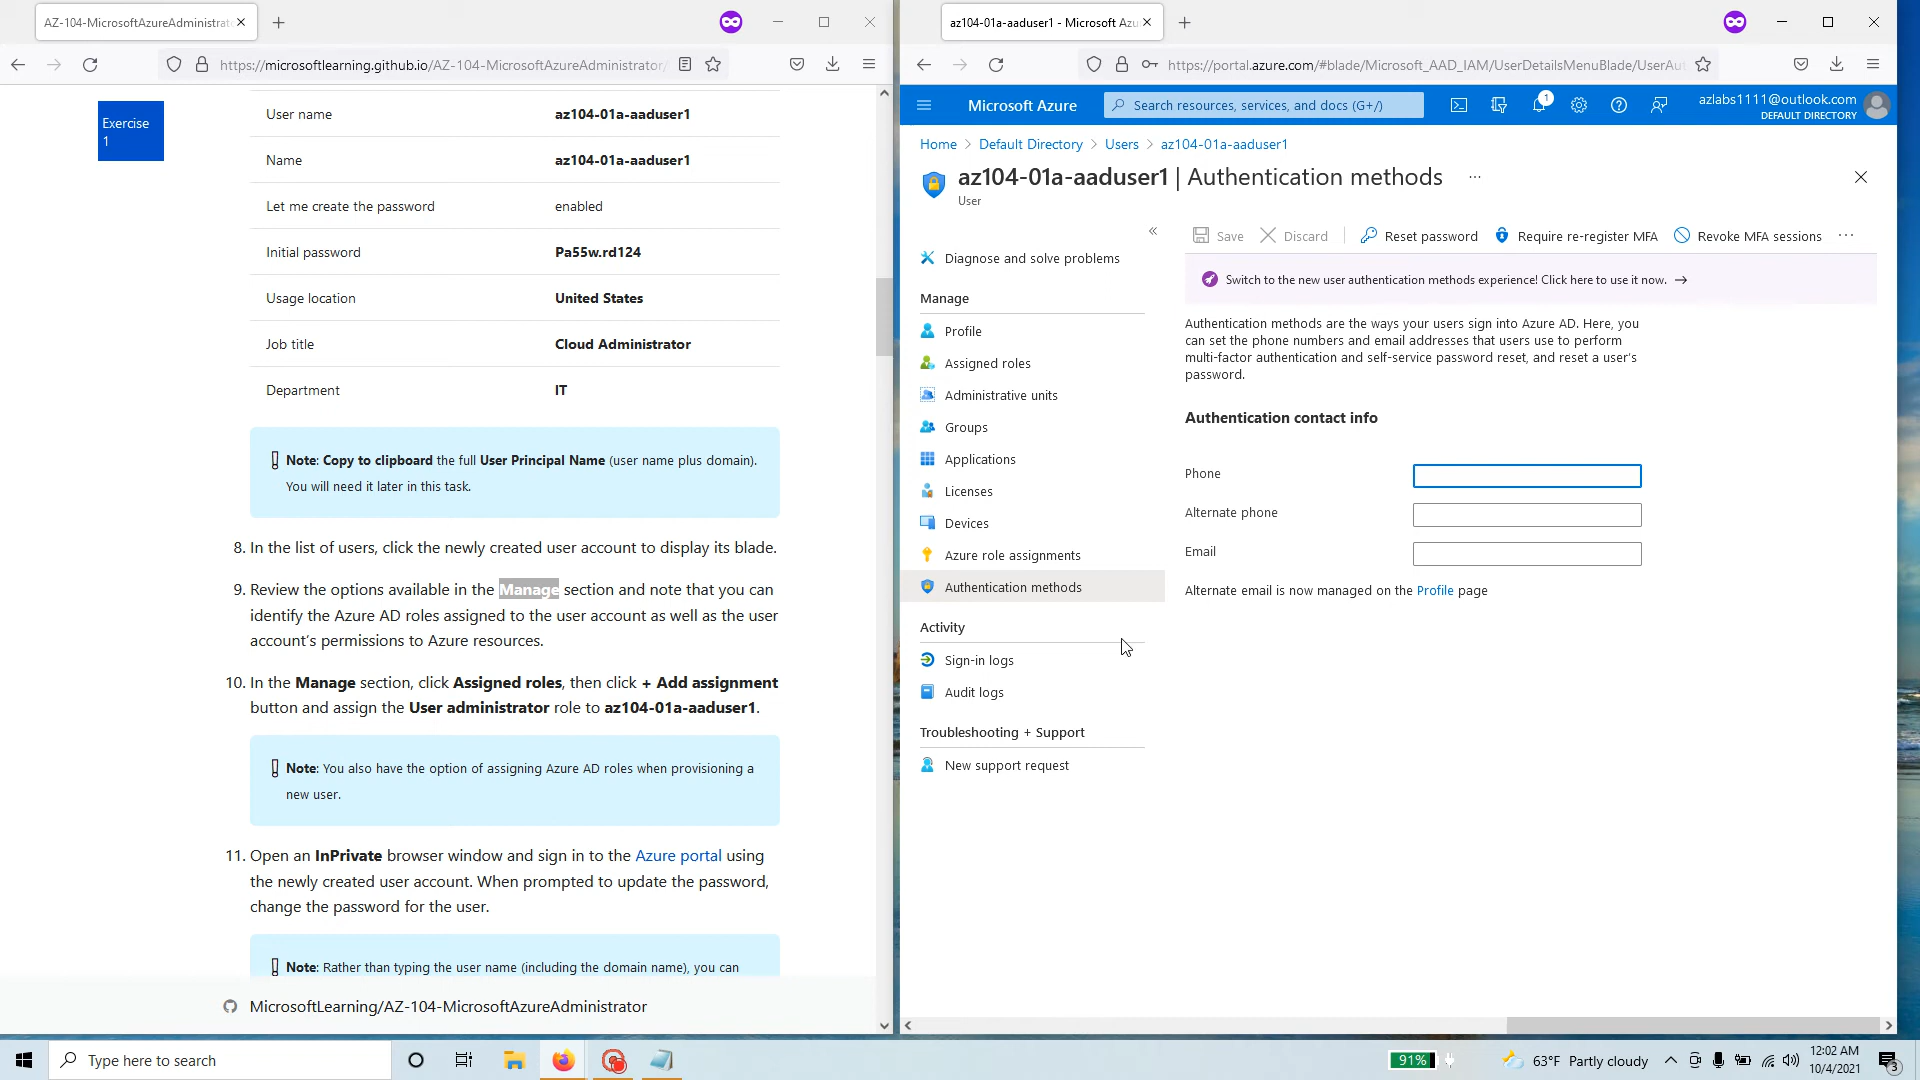 AZ-104-MicrosoftAzureAdministrat
https://microsoftlearning.github.io/AZ-104-MicrosoftAzureAdministrator/
Exercise
1
User name az104-01a-aaduser1
Name az104-01a-aaduser1
Let me create the password enabled
Initial password Pa55w.rd124
Usage location United States
Job title Cloud Administrator
Department IT
Note: Copy to clipboard the full User Principal Name (user name plus domain).
You will need it later in this task.
8. In the list of users, click the newly created user account to display its blade.
9. Review the options available in the Manage section and note that you can
identify the Azure AD roles assigned to the user account as well as the user
account's permissions to Azure resources.
10. In the Manage section, click Assigned roles, then click + Add assignment
button and assign the User administrator role to az104-01a-aaduser1.
Note: You also have the option of assigning Azure AD roles when provisioning a
new user.
11. Open an InPrivate browser window and sign in to the Azure portal using
the newly created user account. When prompted to update the password,
change the password for the user.
Note: Rather than typing the user name (including the domain name), you can
MicrosoftLearning/AZ-104-MicrosoftAzureAdministrator
az104-01a-aaduser1 - Microsoft Azu
https://portal.azure.com/#blade/Microsoft_AAD_IAM/UserDetailsMenuBlade/UserAut
Microsoft Azure
Search resources, services, and docs (G+/)
1
azlabs1111@outlook.com
DEFAULT DIRECTORY
Home > Default Directory > Users > az104-01a-aaduser1
az104-01a-aaduser1 | Authentication methods ...
User
«
Diagnose and solve problems
Manage
Profile
Assigned roles
Administrative units
Groups
Applications
Licenses
Devices
Azure role assignments
Authentication methods
Activity
Sign-in logs
Audit logs
Troubleshooting + Support
New support request
Save Discard Reset password Require re-register MFA Revoke MFA sessions ...
Switch to the new user authentication methods experience! Click here to use it now. →
Authentication methods are the ways your users sign into Azure AD. Here, you
can set the phone numbers and email addresses that users use to perform
multi-factor authentication and self-service password reset, and reset a user's
password.
Authentication contact info
Phone
Alternate phone
Email
Alternate email is now managed on the Profile page
Type here to search
91%
63°F Partly cloudy
12:02 AM
10/4/2021
3